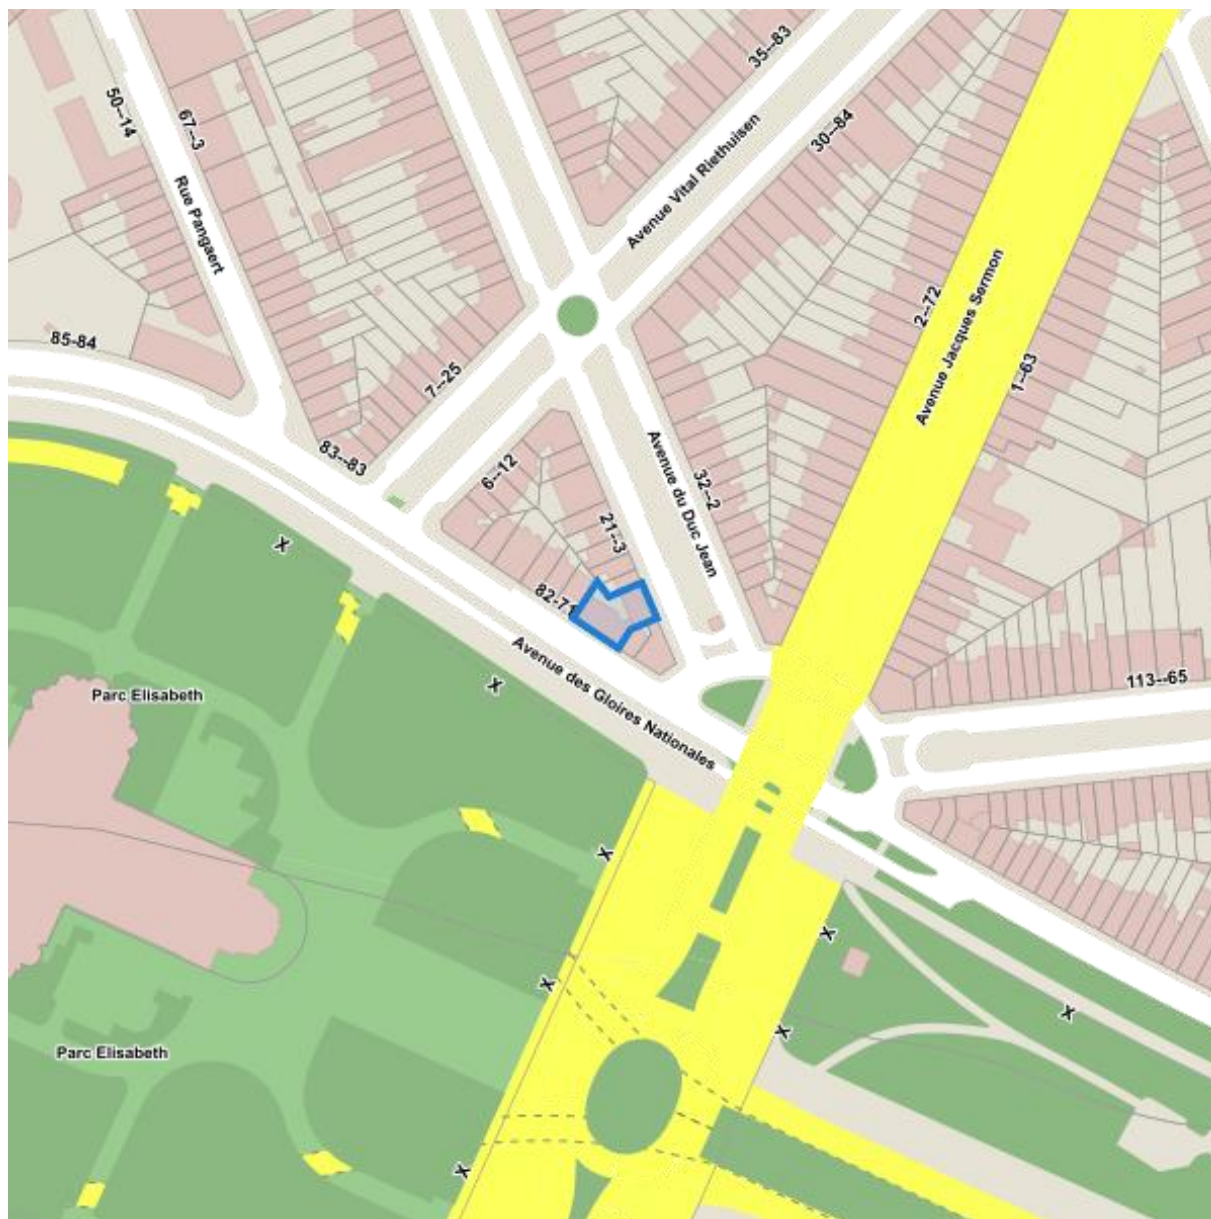 35--83
50--14
67--3
30--84
Avenue Vital Riethuisen
Rue Pangaert
2--72
Avenue Jacques Sermon
85-84
7--25
1--63
83--83
6--12
Avenue du Duc Jean
32--2
21--3
X
82-71
Avenue des Gloires Nationales
113--65
Parc Elisabeth
X
X
X
X
X
X
Parc Elisabeth
X